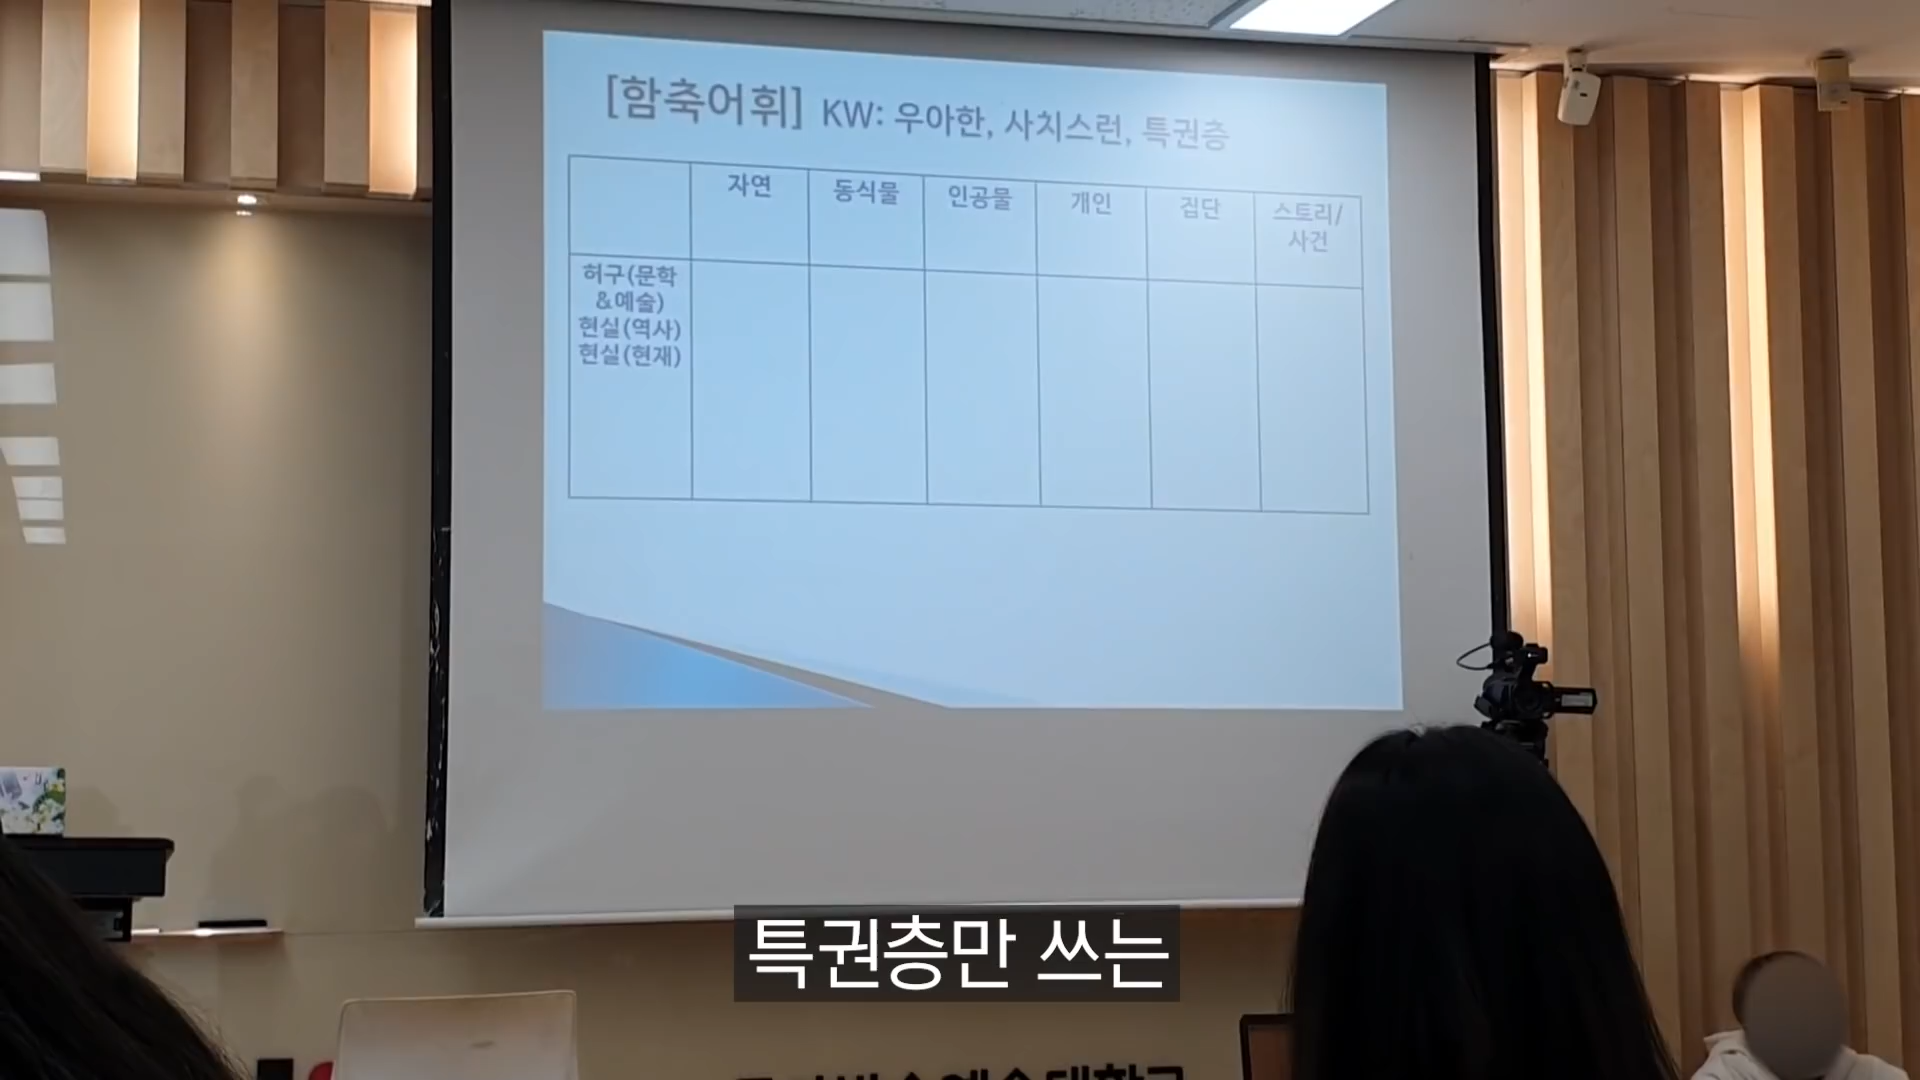 [함축어휘] KW: 우아한, 사치스런, 특권층
자연 동식물 인공물 개인 집단 스토리/
사건
허구(문학
&예술)
현실(역사)
현실(현재)
특권층만 쓰는